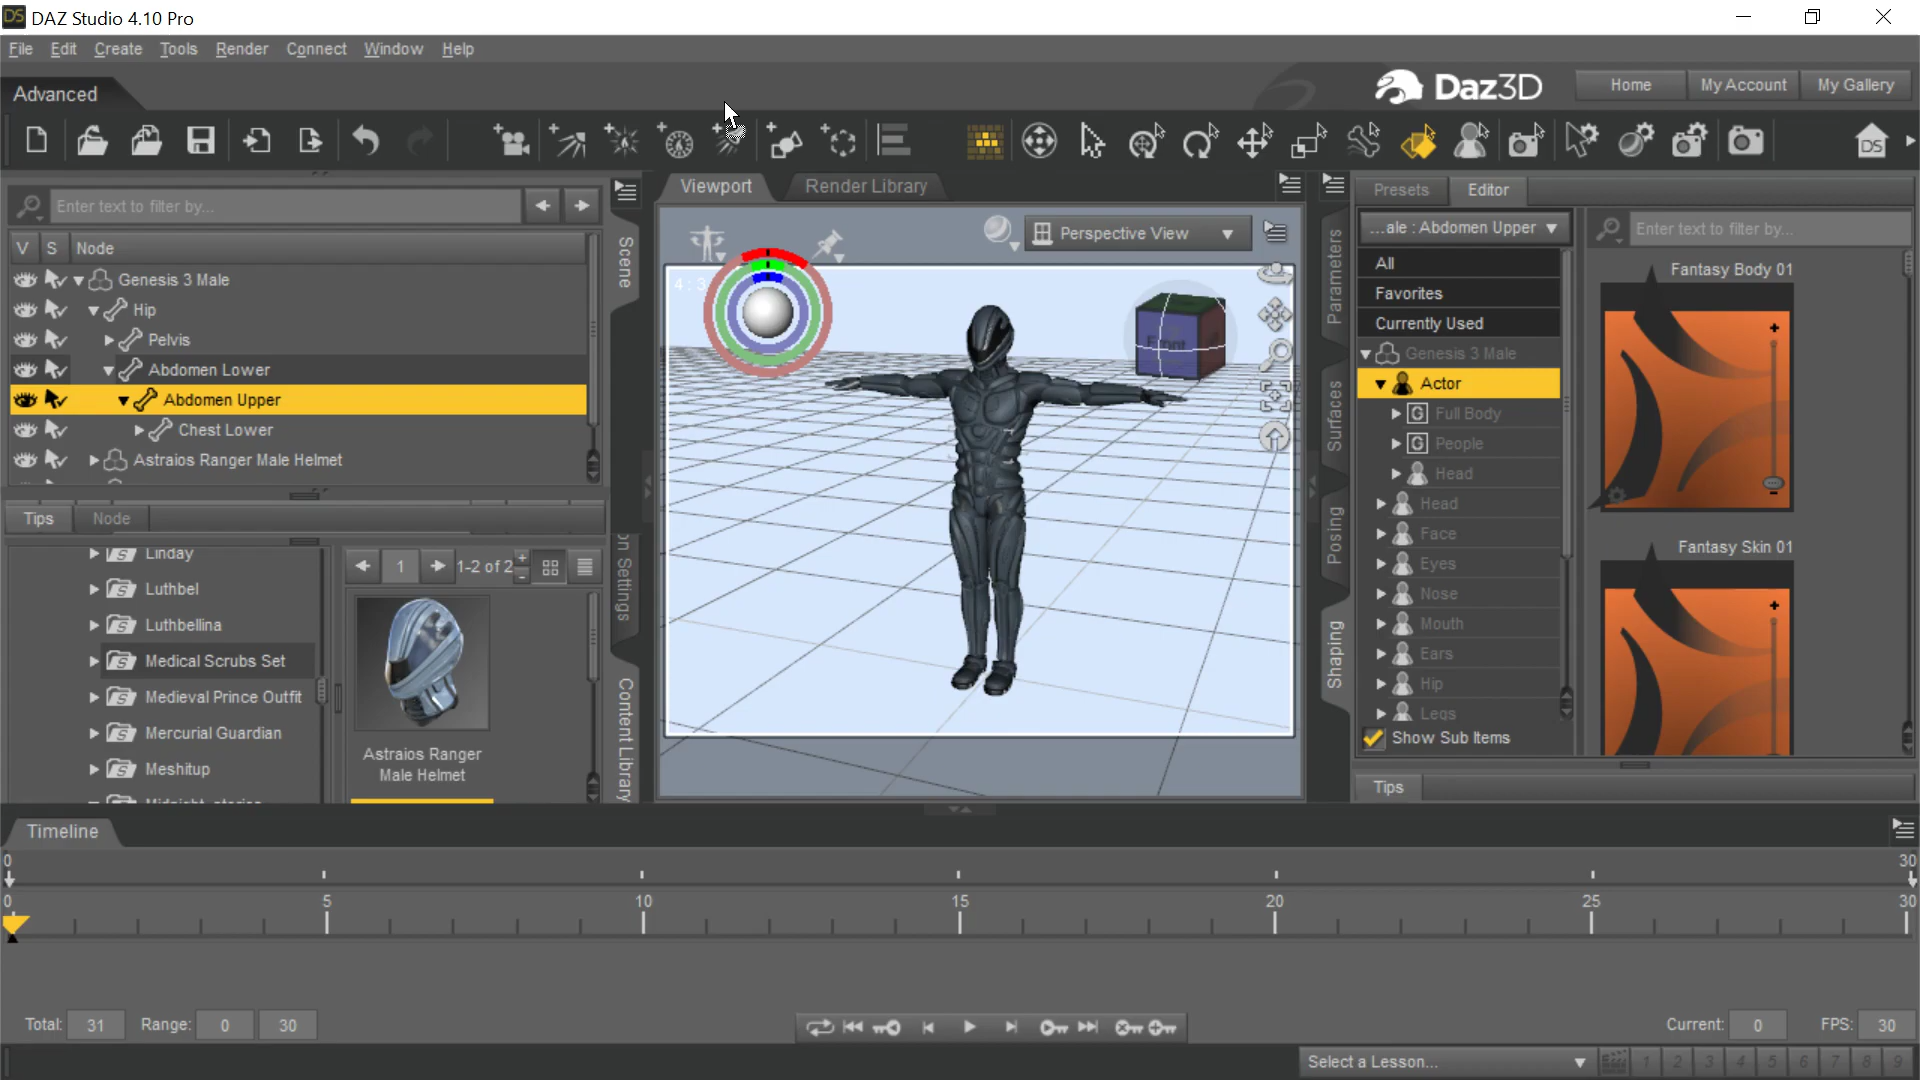 DAZ Studio 4.10 Pro
File Edit Create Tools Render Connect Window Help
Advanced
Daz3D
Home My Account My Gallery
DS
Enter text to filter by...
V S Node
Genesis 3 Male
Hip
Pelvis
Abdomen Lower
Abdomen Upper
Chest Lower
Astraios Ranger Male Helmet
Scene
Tips Node
Linday
Luthbel
Luthbellina
Medical Scrubs Set
Medieval Prince Outfit
Mercurial Guardian
Meshitup
1 1-2 of 2
Astraios Ranger
Male Helmet
Settings
Content Library
Viewport Render Library
Perspective View
4 : 3
Front
Parameters
Surfaces
Posing
Shaping
Presets Editor
...ale : Abdomen Upper
Enter text to filter by...
All
Favorites
Currently Used
Genesis 3 Male
Actor
Full Body
People
Head
Head
Face
Eyes
Nose
Mouth
Ears
Hip
Legs
Show Sub Items
Fantasy Body 01
Fantasy Skin 01
Tips
Timeline
0 30
0 5 10 15 20 25 30
Total: 31 Range: 0 30
Current: 0 FPS: 30
Select a Lesson... 1 2 3 4 5 6 7 8 9